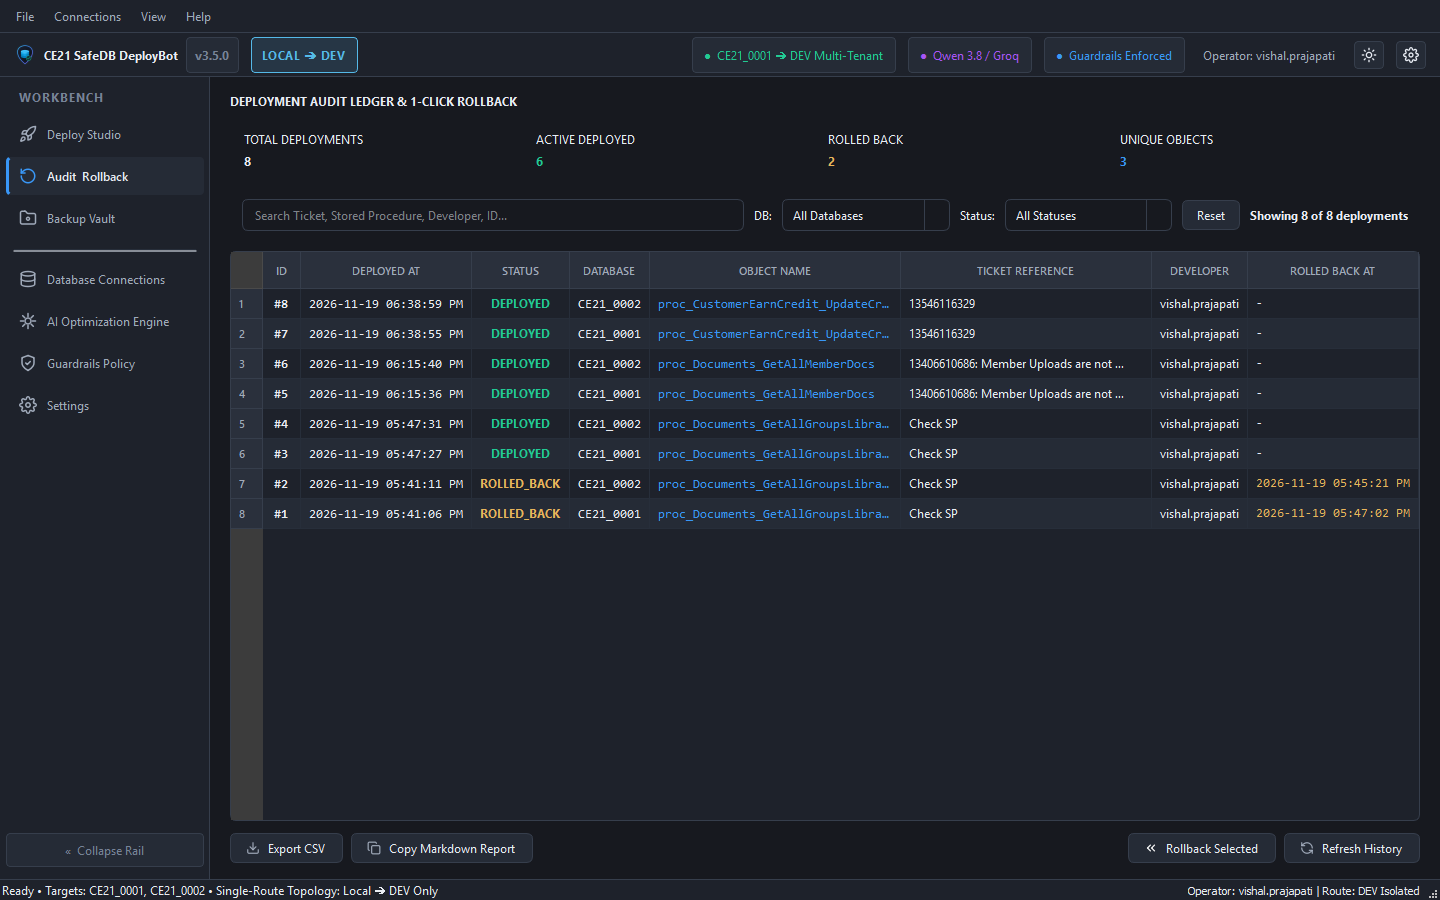 File Connections View Help
CE21 SafeDB DeployBot v3.5.0 LOCAL ➔ DEV ● CE21_0001 ➔ DEV Multi-Tenant ● Qwen 3.8 / Groq ● Guardrails Enforced Operator: vishal.prajapati
WORKBENCH
Deploy Studio
Audit Rollback
Backup Vault
Database Connections
AI Optimization Engine
Guardrails Policy
Settings
« Collapse Rail
DEPLOYMENT AUDIT LEDGER & 1-CLICK ROLLBACK
TOTAL DEPLOYMENTS ACTIVE DEPLOYED ROLLED BACK UNIQUE OBJECTS
8 6 2 3
Search Ticket, Stored Procedure, Developer, ID... DB: All Databases Status: All Statuses Reset Showing 8 of 8 deployments
ID DEPLOYED AT STATUS DATABASE OBJECT NAME TICKET REFERENCE DEVELOPER ROLLED BACK AT
1 #8 2026-11-19 06:38:59 PM DEPLOYED CE21_0002 proc_CustomerEarnCredit_UpdateCr… 13546116329 vishal.prajapati -
2 #7 2026-11-19 06:38:55 PM DEPLOYED CE21_0001 proc_CustomerEarnCredit_UpdateCr… 13546116329 vishal.prajapati -
3 #6 2026-11-19 06:15:40 PM DEPLOYED CE21_0002 proc_Documents_GetAllMemberDocs 13406610686: Member Uploads are not ... vishal.prajapati -
4 #5 2026-11-19 06:15:36 PM DEPLOYED CE21_0001 proc_Documents_GetAllMemberDocs 13406610686: Member Uploads are not ... vishal.prajapati -
5 #4 2026-11-19 05:47:31 PM DEPLOYED CE21_0002 proc_Documents_GetAllGroupsLibra… Check SP vishal.prajapati -
6 #3 2026-11-19 05:47:27 PM DEPLOYED CE21_0001 proc_Documents_GetAllGroupsLibra… Check SP vishal.prajapati -
7 #2 2026-11-19 05:41:11 PM ROLLED_BACK CE21_0002 proc_Documents_GetAllGroupsLibra… Check SP vishal.prajapati 2026-11-19 05:45:21 PM
8 #1 2026-11-19 05:41:06 PM ROLLED_BACK CE21_0001 proc_Documents_GetAllGroupsLibra… Check SP vishal.prajapati 2026-11-19 05:47:02 PM
Export CSV Copy Markdown Report « Rollback Selected Refresh History
Ready • Targets: CE21_0001, CE21_0002 • Single-Route Topology: Local ➔ DEV Only Operator: vishal.prajapati | Route: DEV Isolated